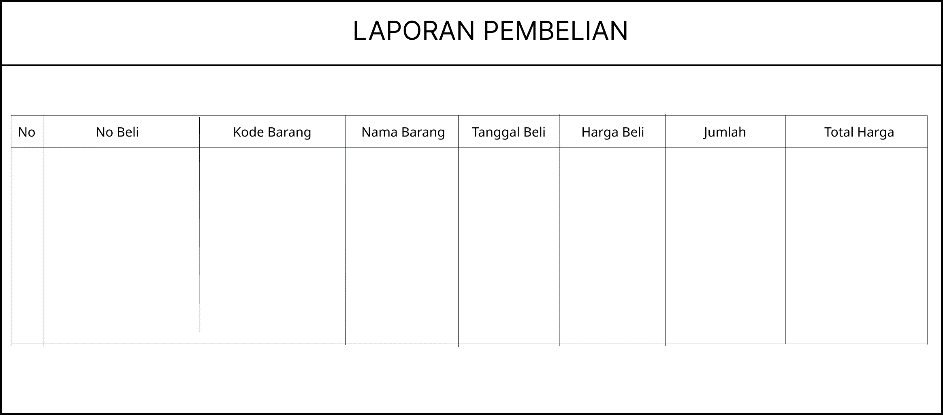 LAPORAN PEMBELIAN
No No Beli Kode Barang Nama Barang Tanggal Beli Harga Beli Jumlah Total Harga